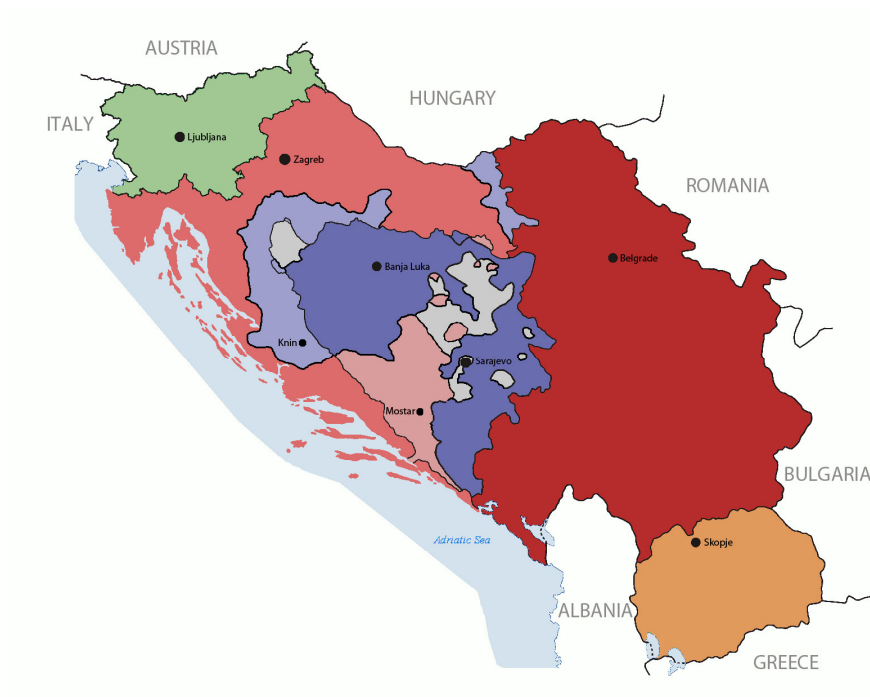 AUSTRIA
HUNGARY
ITALY
Ljubljana
Zagreb
ROMANIA
Belgrade
Banja Luka
Knin
Sarajevo
Mostar
BULGARIA
Adriatic Sea
Skopje
ALBANIA
GREECE